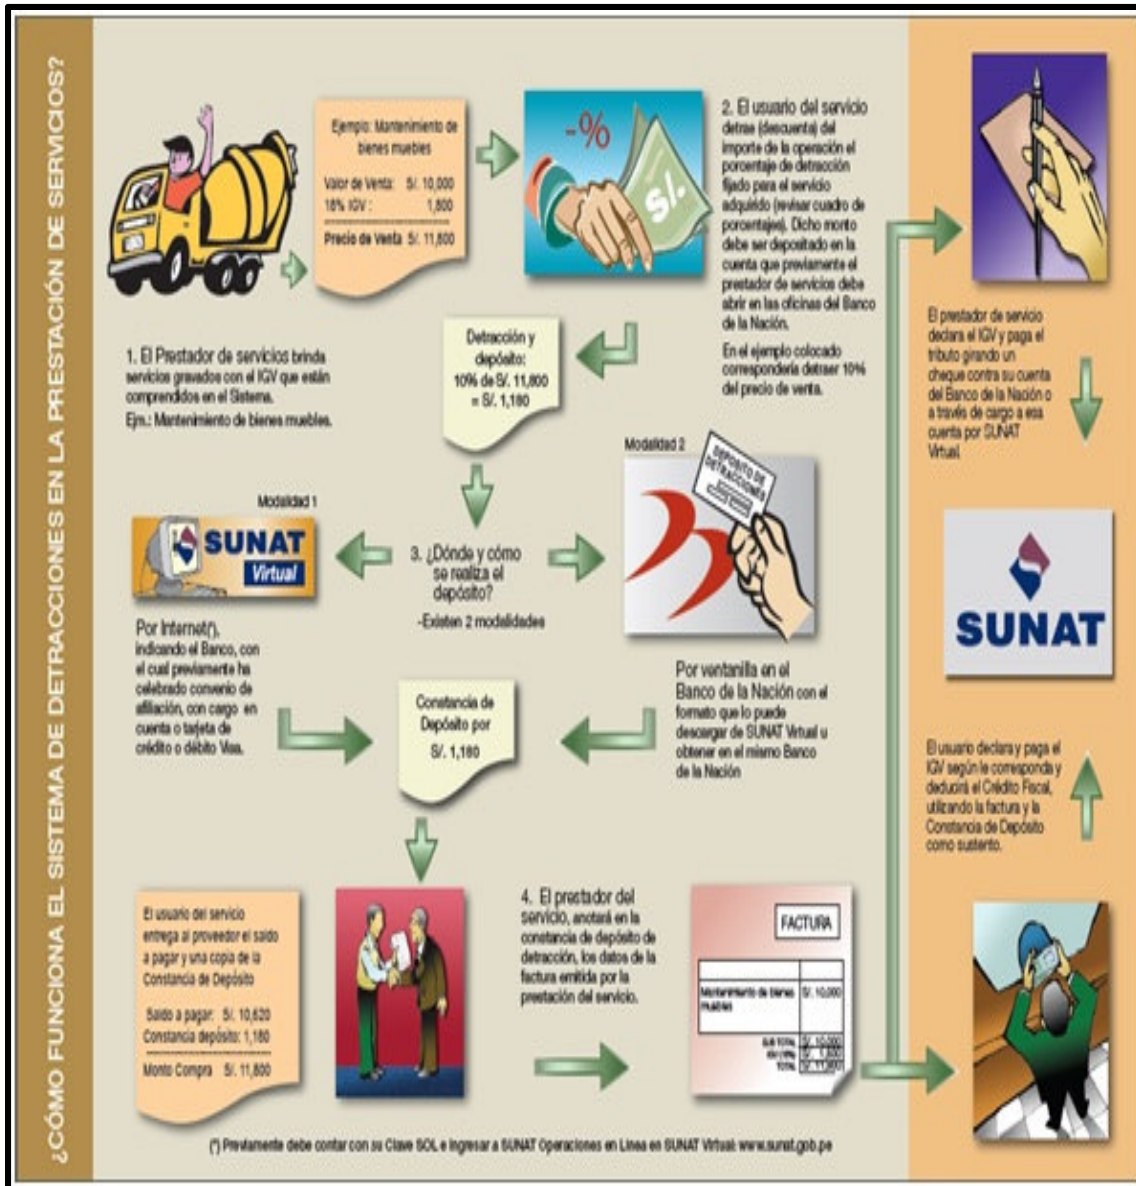 ¿CÓMO FUNCIONA EL SISTEMA DE DETRACCIONES EN LA PRESTACIÓN DE SERVICIOS?
Ejemplo: Mantenimiento de
bienes muebles
Valor de Venta: S/. 10,000
18% IGV : 1,800
Precio de Venta S/. 11,800
1. El Prestador de servicios brinda
servicios gravados con el IGV que están
comprendidos en el Sistema.
Ejm.: Mantenimiento de bienes muebles.
-%
S/.
2. El usuario del servicio
detrae (descuenta) del
importe de la operación el
porcentaje de detracción
fijado para el servicio
adquirido (revisar cuadro de
porcentajes). Dicho monto
debe ser depositado en la
cuenta que previamente el
prestador de servicios debe
abrir en las oficinas del Banco
de la Nación.
En el ejemplo colocado
correspondería detraer 10%
del precio de venta.
Detracción y
depósito:
10% de S/. 11,800
= S/. 1,180
3. ¿Dónde y cómo
se realiza el
depósito?
-Existen 2 modalidades
Modalidad 1
SUNAT
Virtual
Por Internet(*),
indicando el Banco, con
el cual previamente ha
celebrado convenio de
afiliación, con cargo en
cuenta o tarjeta de
crédito o débito Visa.
Modalidad 2
DEPÓSITO DE
DETRACCIONES
Por ventanilla en el
Banco de la Nación con el
formato que lo puede
descargar de SUNAT Virtual u
obtener en el mismo Banco
de la Nación
Constancia de
Depósito por
S/. 1,180
El usuario del servicio
entrega al proveedor el saldo
a pagar y una copia de la
Constancia de Depósito
Saldo a pagar: S/. 10,620
Constancia depósito: 1,180
Monto Compra S/. 11,800
4. El prestador del
servicio, anotará en la
constancia de depósito de
detracción, los datos de la
factura emitida por la
prestación del servicio.
FACTURA
Mantenimiento de bienes
muebles S/. 10,000
SUB TOTAL S/. 10,000
IGV (18%) S/. 1,800
TOTAL S/. 11,800
El prestador de servicio
declara el IGV y paga el
tributo girando un
cheque contra su cuenta
del Banco de la Nación o
a través de cargo a esa
cuenta por SUNAT
Virtual.
SUNAT
El usuario declara y paga el
IGV según le corresponda y
deducirá el Crédito Fiscal,
utilizando la factura y la
Constancia de Depósito
como sustento.
(*) Previamente debe contar con su Clave SOL e ingresar a SUNAT Operaciones en Línea en SUNAT Virtual: www.sunat.gob.pe